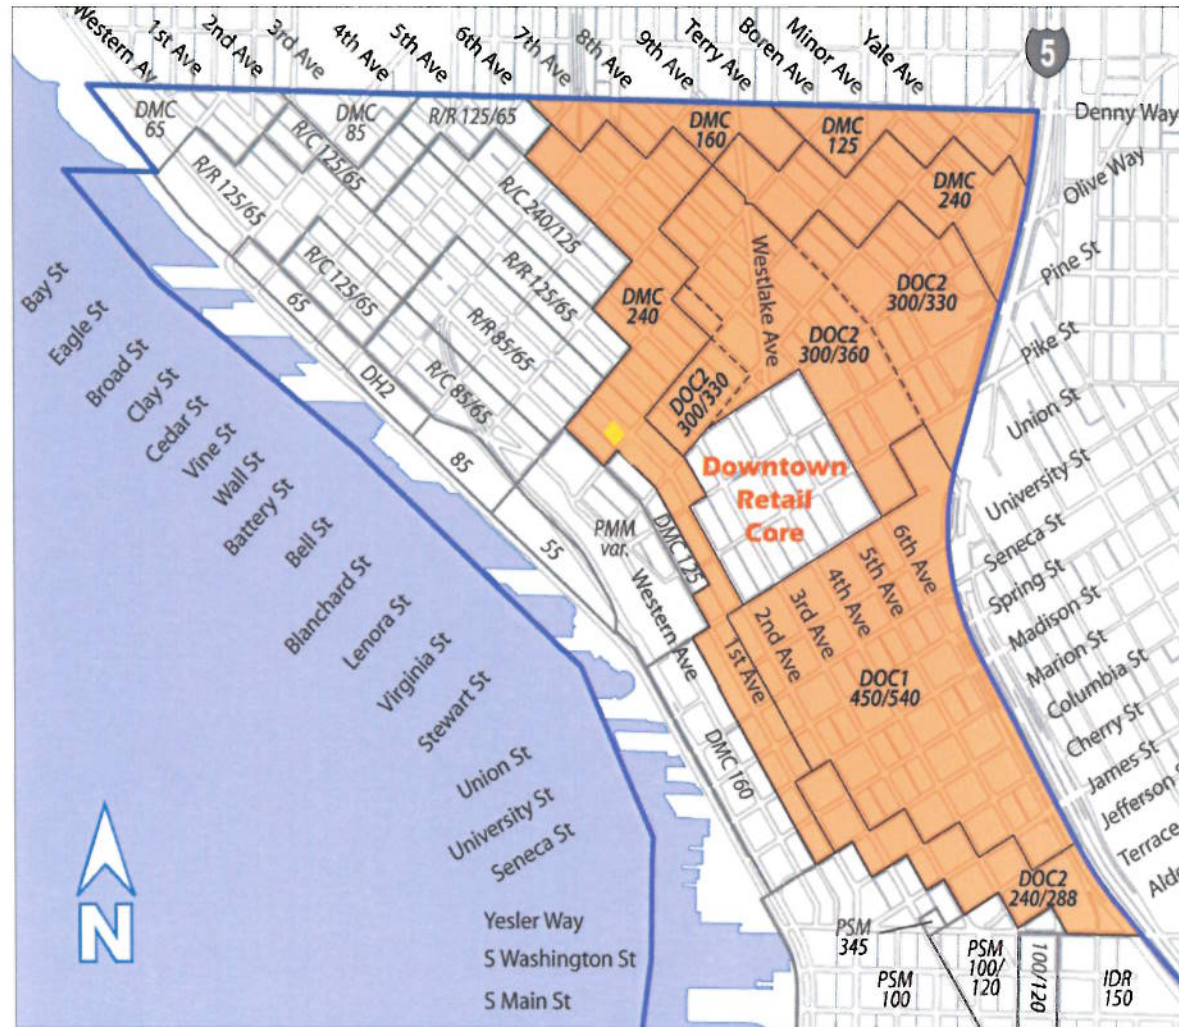 Western Av
1st Ave
2nd Ave
3rd Ave
4th Ave
5th Ave
6th Ave
7th Ave
8th Ave
9th Ave
Terry Ave
Boren Ave
Minor Ave
Yale Ave
5
Denny Way
Olive Way
Pine St
Pike St
Union St
University St
Seneca St
Spring St
Madison St
Marion St
Columbia St
Cherry St
James St
Jefferson S
Terrace
Alde
DMC
65
DMC
85
R/R 125/65
R/C 125/65
R/R 125/65
R/C 240/125
DMC
160
DMC
125
DMC
240
R/C 125/65
R/R 125/65
65
R/R 85/65
DMC
240
Westlake Ave
DOC2
300/330
DOC2
300/360
DH2
R/C 85/65
DOC2
300/330
85
55
PMM
var.
DMC 125
Downtown
Retail
Core
Western Ave
1st Ave
2nd Ave
3rd Ave
4th Ave
5th Ave
6th Ave
DOC1
450/540
DMC 160
DOC2
240/288
PSM
345
PSM
100
PSM
100/
120
100/120
IDR
150
Bay St
Eagle St
Broad St
Clay St
Cedar St
Vine St
Wall St
Battery St
Bell St
Blanchard St
Lenora St
Virginia St
Stewart St
Union St
University St
Seneca St
Yesler Way
S Washington St
S Main St
N